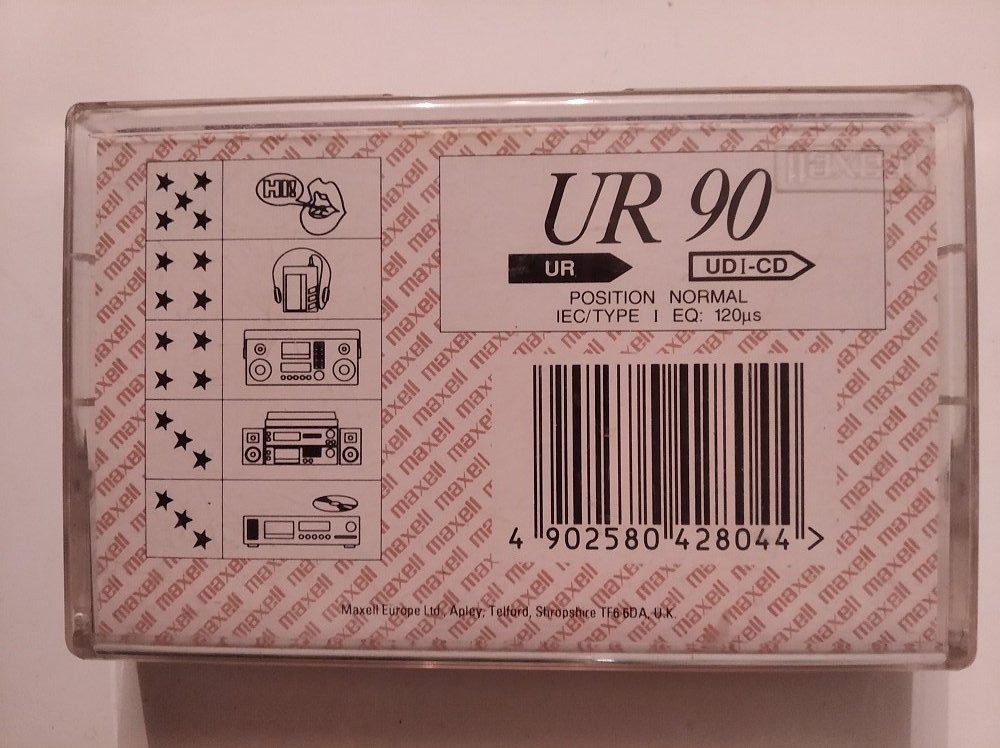 HI!
maxell
UR 90
UR UDI-CD
POSITION NORMAL
IEC/TYPE I EQ: 120µs
4 902580 428044 >
Maxell Europe Ltd., Apley, Telford, Shropshire TF6 6DA, U.K.